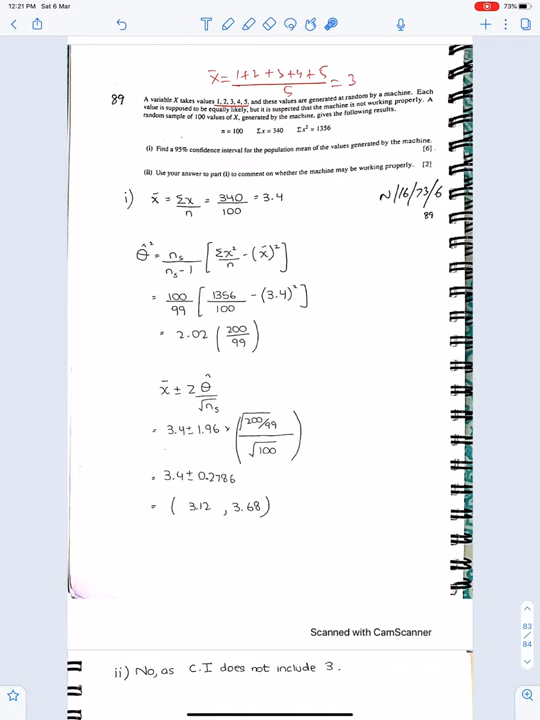 12:21 PM Sat 6 Jul
73%
x̄ = 1+2+3+4+5 / 5 = 3
89
A variable X takes values 1, 2, 3, 4, 5, and these values are generated at random by a machine. Each
value is supposed to be equally likely, but it is suspected that the machine is not working properly. A
random sample of 100 values of X, generated by the machine, gives the following results.
n = 100 Σx = 340 Σx² = 1356
(i) Find a 95% confidence interval for the population mean of the values generated by the machine.
[6]
(ii) Use your answer to part (i) to comment on whether the machine may be working properly. [2]
i) x̄ = Σx / n = 340 / 100 = 3.4
N/16/73/6
89
θ̂² = nₛ / nₛ-1 [ Σx² / n - (x̄)² ]
= 100 / 99 [ 1356 / 100 - (3.4)² ]
= 2.02 ( 200 / 99 )
x̄ ± z θ̂ / √nₛ
= 3.4 ± 1.96 × ( √200/99 / √100 )
= 3.4 ± 0.2786
= ( 3.12 , 3.68 )
Scanned with CamScanner
83
/
84
ii) No, as C.I does not include 3.